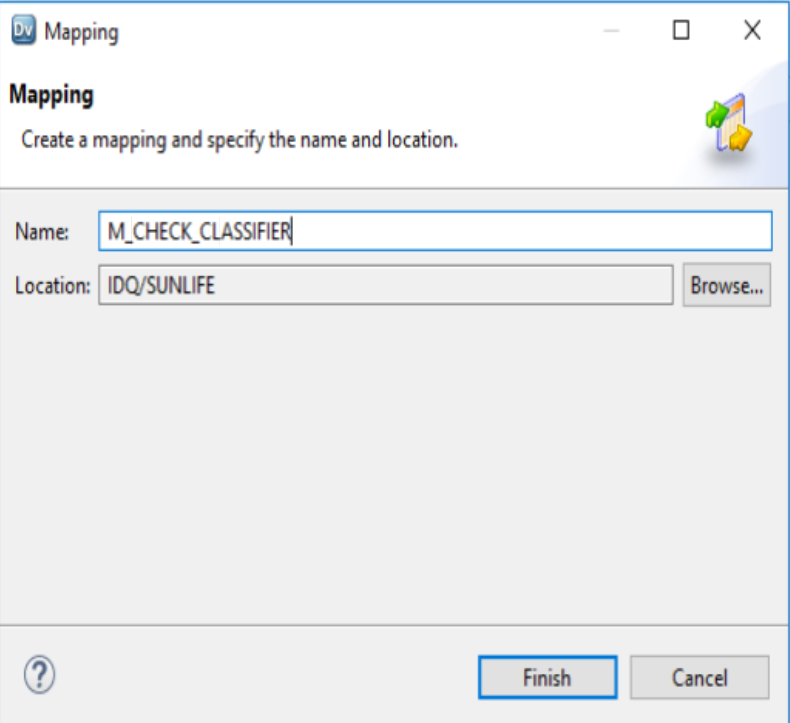 Dv Mapping
Mapping
Create a mapping and specify the name and location.
Name: M_CHECK_CLASSIFIER
Location: IDQ/SUNLIFE Browse...
? Finish Cancel